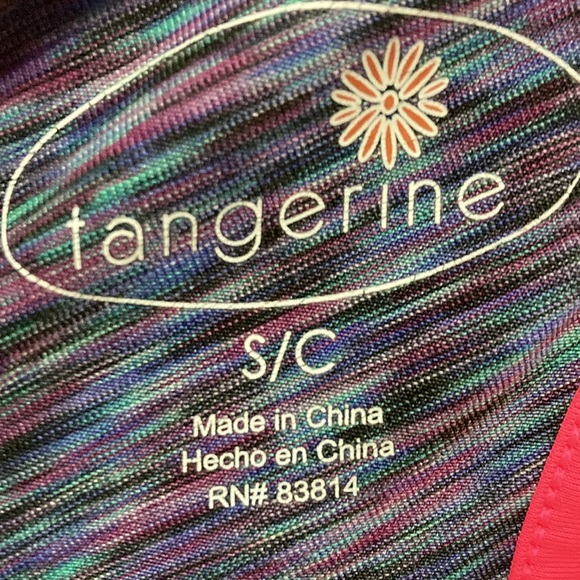 tangerine
S/C
Made in China
Hecho en China
RN# 83814